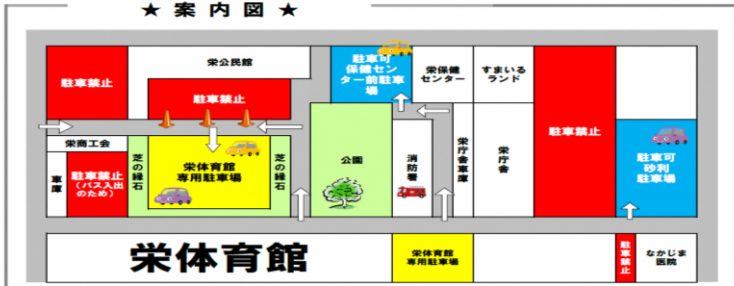 ★ 案 内 図 ★
駐車禁止
栄公民館
駐車禁止
駐車可
保健セン
ター前駐車
場
栄保健
センター
すまいる
ランド
駐車禁止
栄商工会
車庫
駐車禁止
(バス入出
のため)
芝の縁石
栄体育館
専用駐車場
芝の縁石
公園
消防署
栄庁舎車庫
栄庁舎
駐車可
砂利
駐車場
栄体育館
栄体育館
専用駐車場
駐車禁止
なかじま
医院